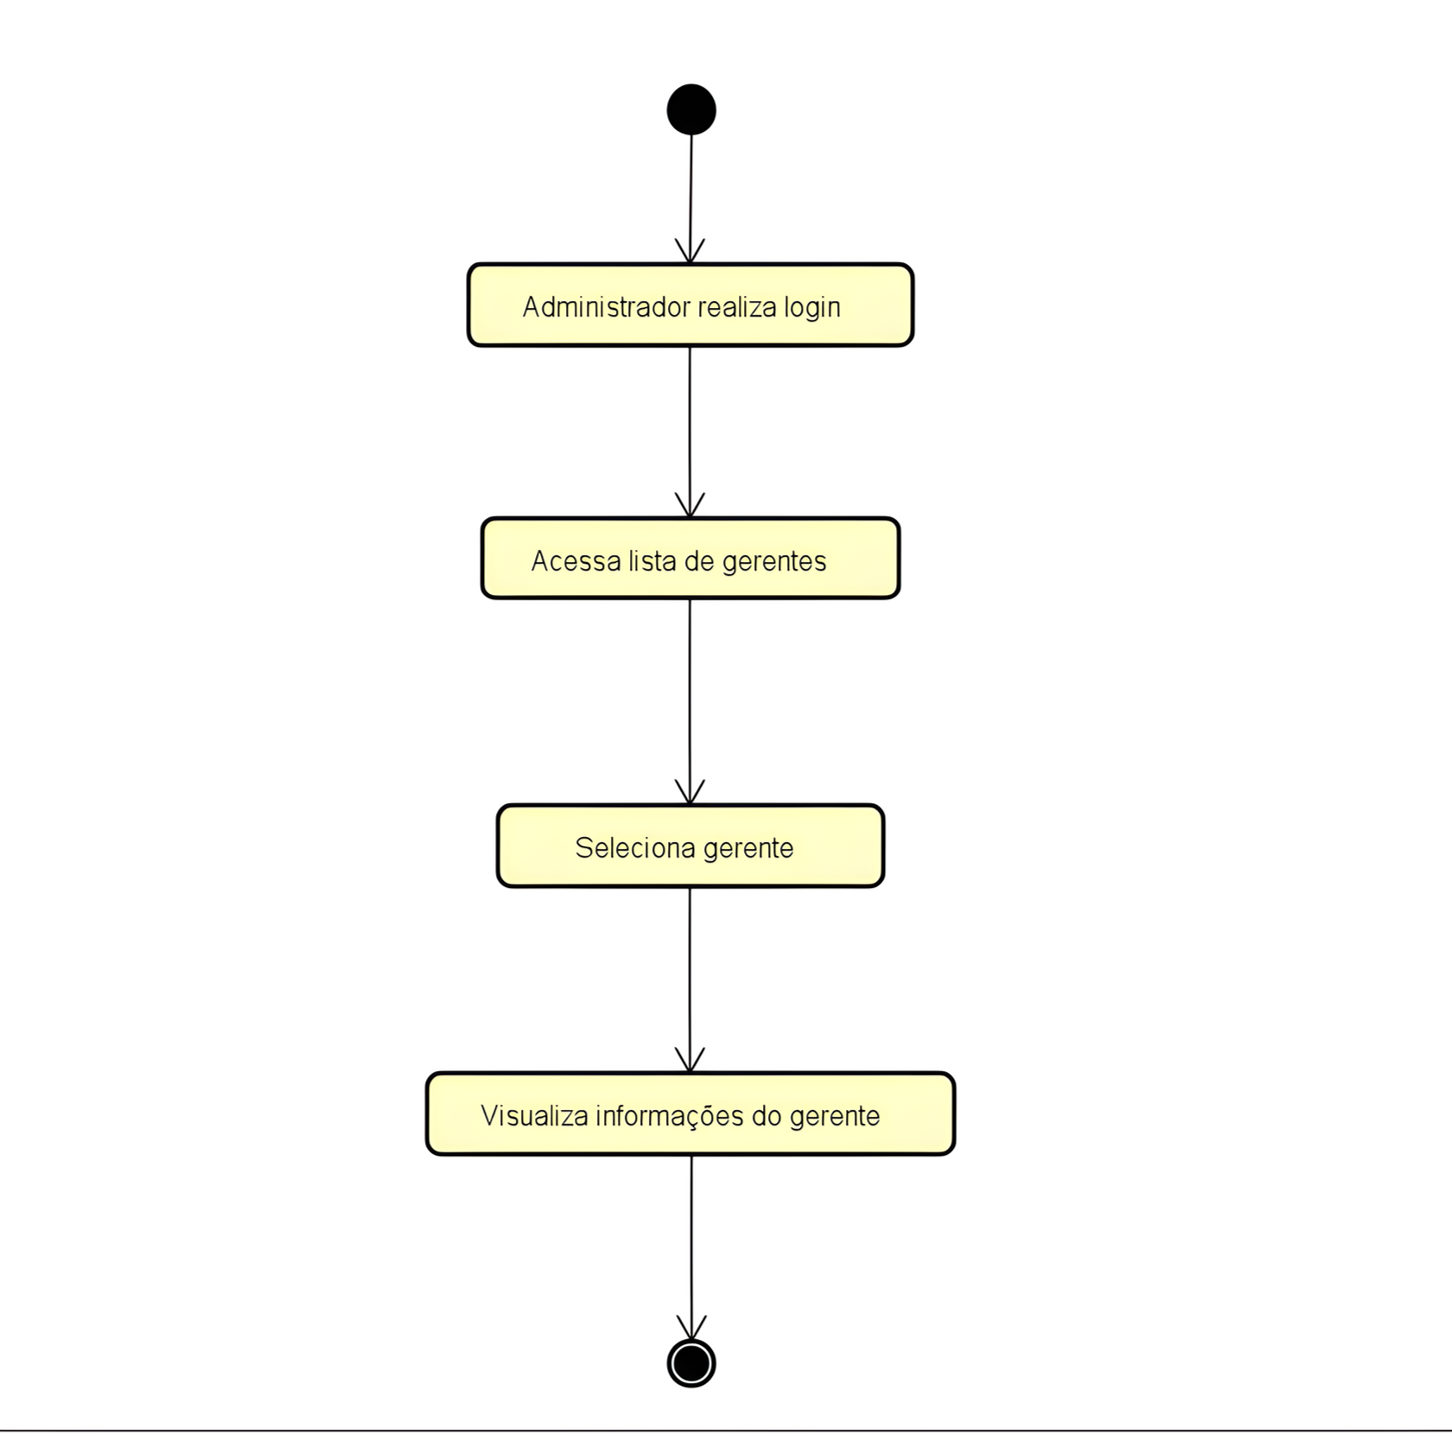 Administrador realiza login
Acessa lista de gerentes
Seleciona gerente
Visualiza informações do gerente